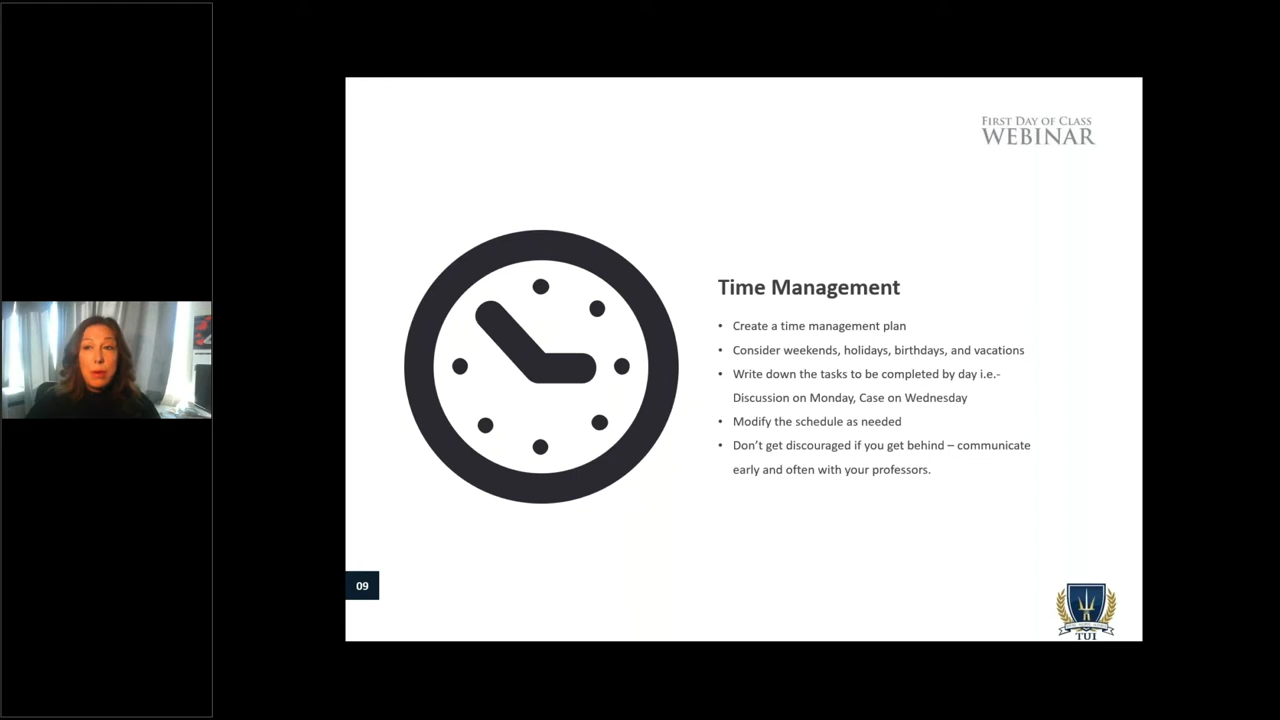 FIRST DAY OF CLASS
WEBINAR
Time Management
• Create a time management plan
• Consider weekends, holidays, birthdays, and vacations
• Write down the tasks to be completed by day i.e.-
Discussion on Monday, Case on Wednesday
• Modify the schedule as needed
• Don’t get discouraged if you get behind – communicate
early and often with your professors.
09
TUI